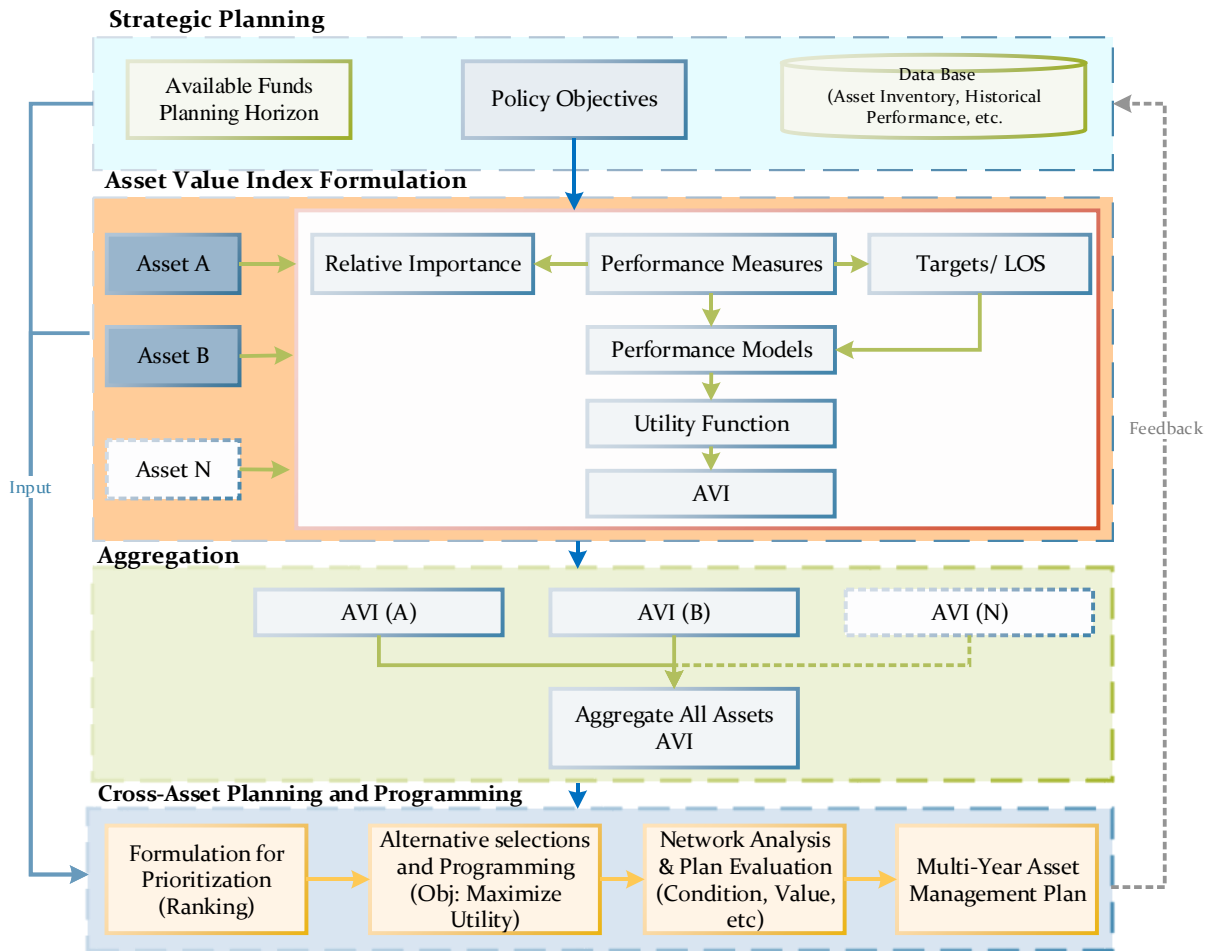 Strategic Planning
Available Funds
Planning Horizon
Policy Objectives
Data Base
(Asset Inventory, Historical
Performance, etc.
Asset Value Index Formulation
Asset A
Relative Importance
Performance Measures
Targets/ LOS
Asset B
Performance Models
Utility Function
Asset N
AVI
Input
Feedback
Aggregation
AVI (A)
AVI (B)
AVI (N)
Aggregate All Assets
AVI
Cross-Asset Planning and Programming
Formulation for
Prioritization
(Ranking)
Alternative selections
and Programming
(Obj: Maximize
Utility)
Network Analysis
& Plan Evaluation
(Condition, Value,
etc)
Multi-Year Asset
Management Plan